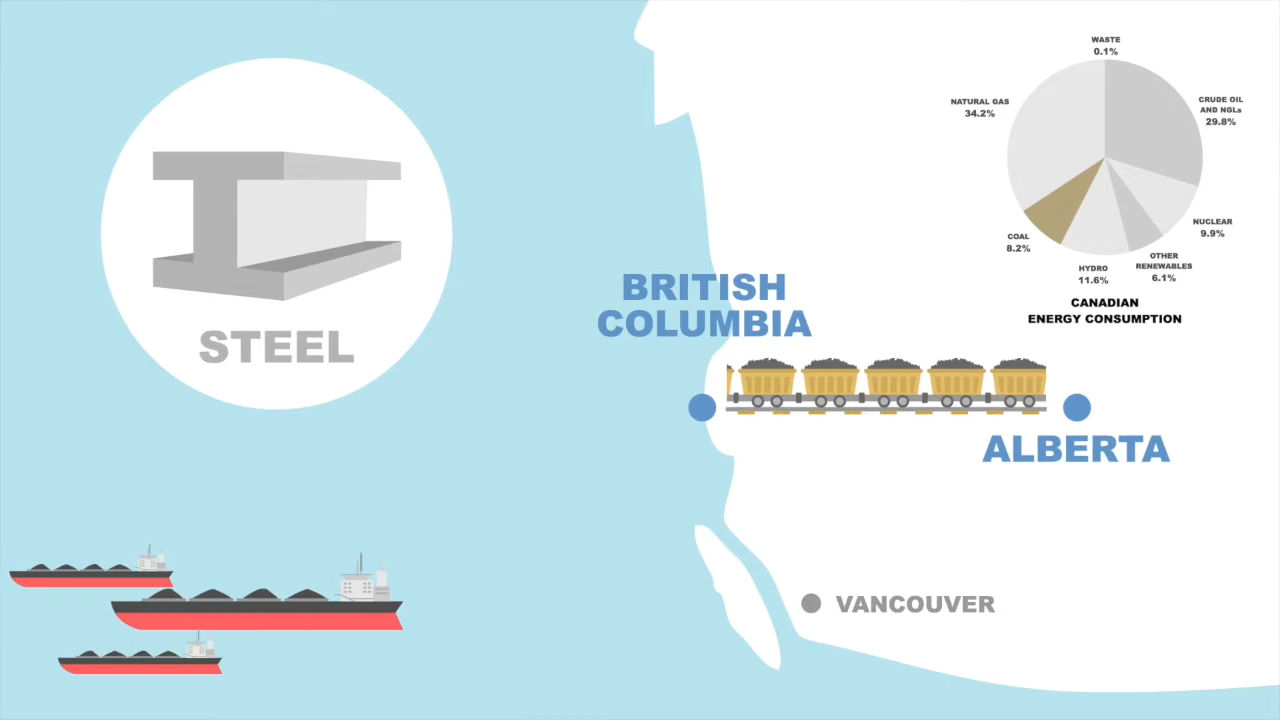 WASTE
0.1%
NATURAL GAS
34.2%
CRUDE OIL
AND NGLs
29.8%
NUCLEAR
9.9%
COAL
8.2%
OTHER
RENEWABLES
6.1%
HYDRO
11.6%
CANADIAN
ENERGY CONSUMPTION
BRITISH
COLUMBIA
STEEL
ALBERTA
VANCOUVER